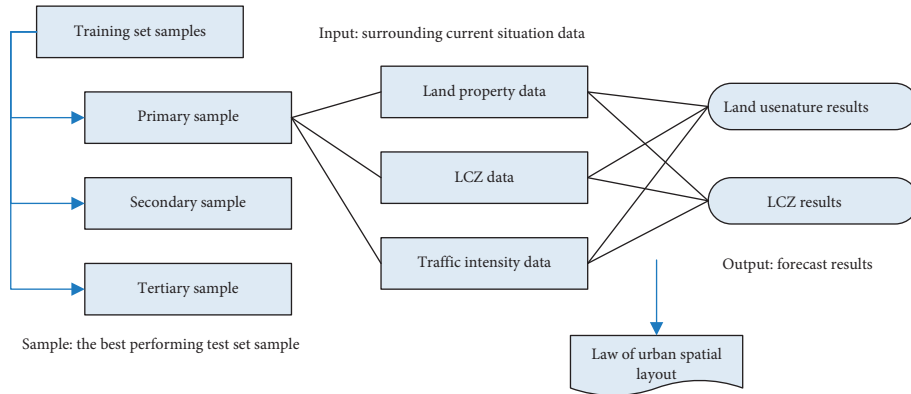 Training set samples
Input: surrounding current situation data
Primary sample
Land property data
Land usenature results
Secondary sample
LCZ data
LCZ results
Tertiary sample
Traffic intensity data
Output: forecast results
Sample: the best performing test set sample
Law of urban spatial
layout